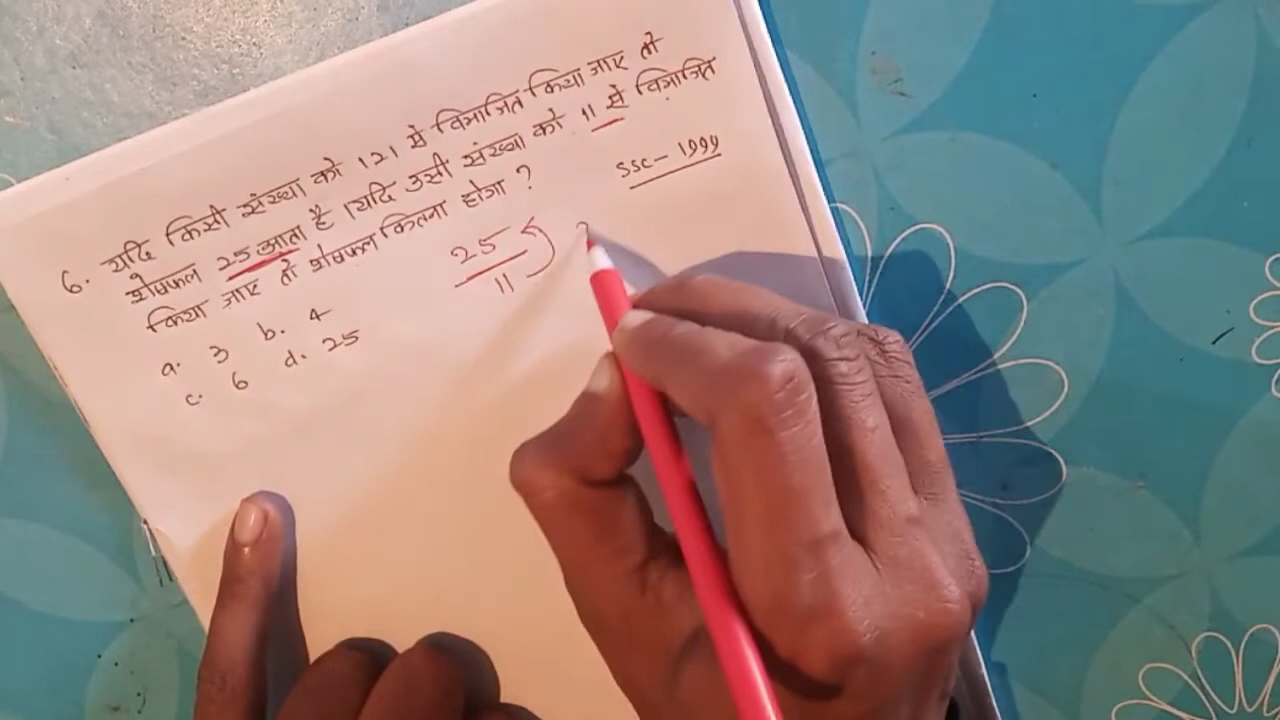 6. यदि किसी संख्या को 121 से विभाजित किया जाए तो
शेषफल 25 आता है । यदि उसी संख्या को 11 से विभाजित
किया जाए तो शेषफल कितना होगा ?
SSC - 1999
a. 3 b. 4
c. 6 d. 25
25
11